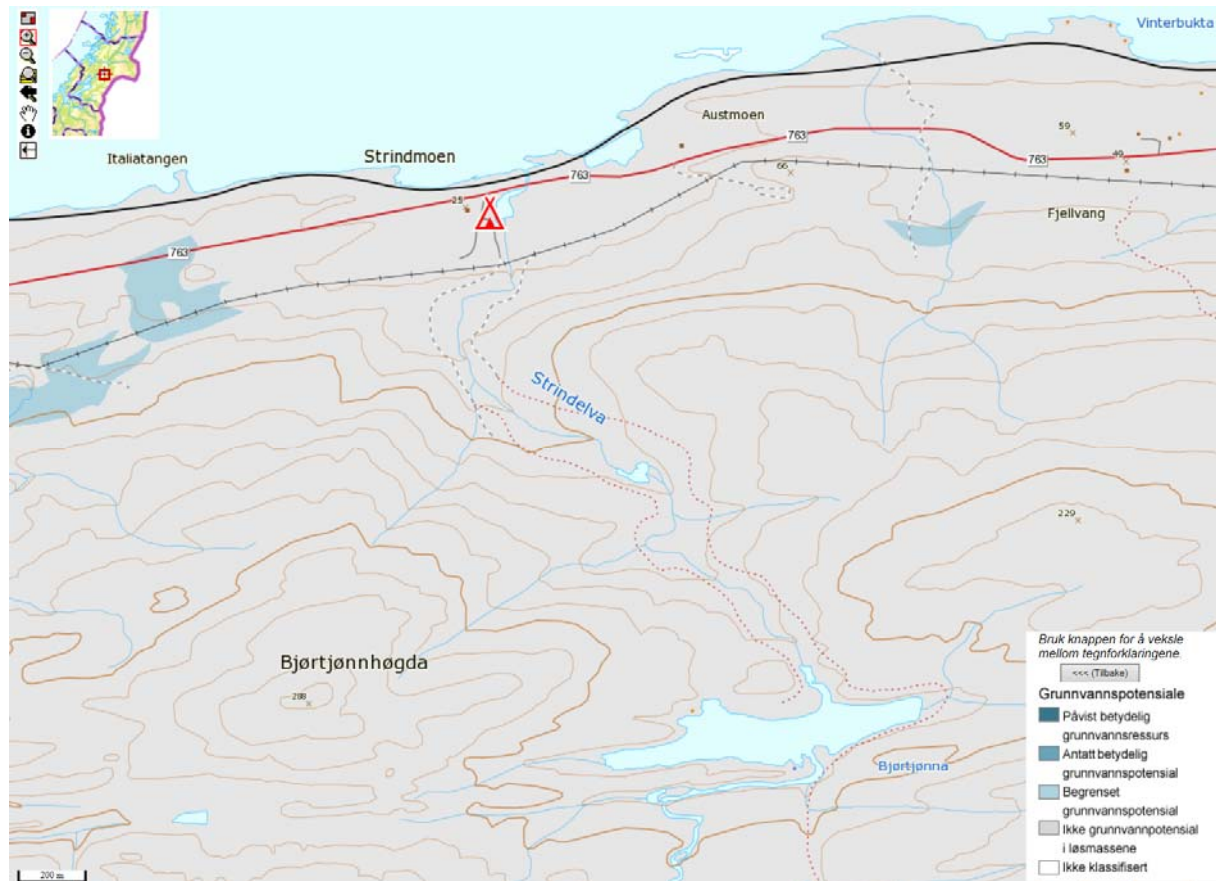 Vinterbukta
Austmoen
59
Italiatangen
Strindmoen
763
49
763
763
66
25
Fjellvang
763
Strindelva
229
Bjørtjønnhøgda
288
Bjørtjønna
Bruk knappen for å veksle
mellom tegnforklaringene.
<<< (Tilbake)
Grunnvannspotensiale
Påvist betydelig
grunnvannsressurs
Antatt betydelig
grunnvannspotensial
Begrenset
grunnvannspotensial
Ikke grunnvannpotensial
i løsmassene
Ikke klassifisert
200 m